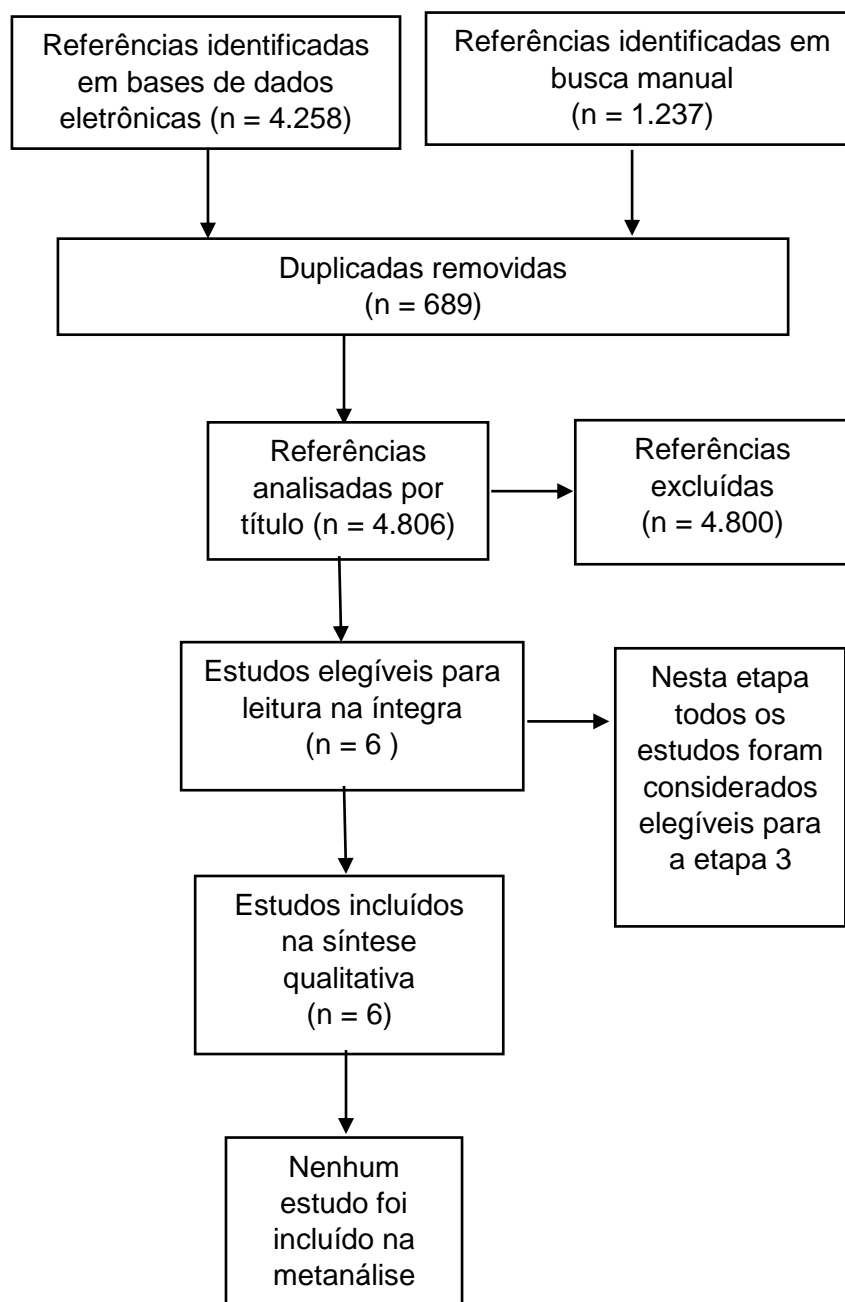 Referências identificadas
em bases de dados
eletrônicas (n = 4.258)
Referências identificadas em
busca manual
(n = 1.237)
Duplicadas removidas
(n = 689)
Referências
analisadas por
título (n = 4.806)
Referências
excluídas
(n = 4.800)
Estudos elegíveis para
leitura na íntegra
(n = 6 )
Nesta etapa
todos os
estudos foram
considerados
elegíveis para
a etapa 3
Estudos incluídos
na síntese
qualitativa
(n = 6)
Nenhum
estudo foi
incluído na
metanálise